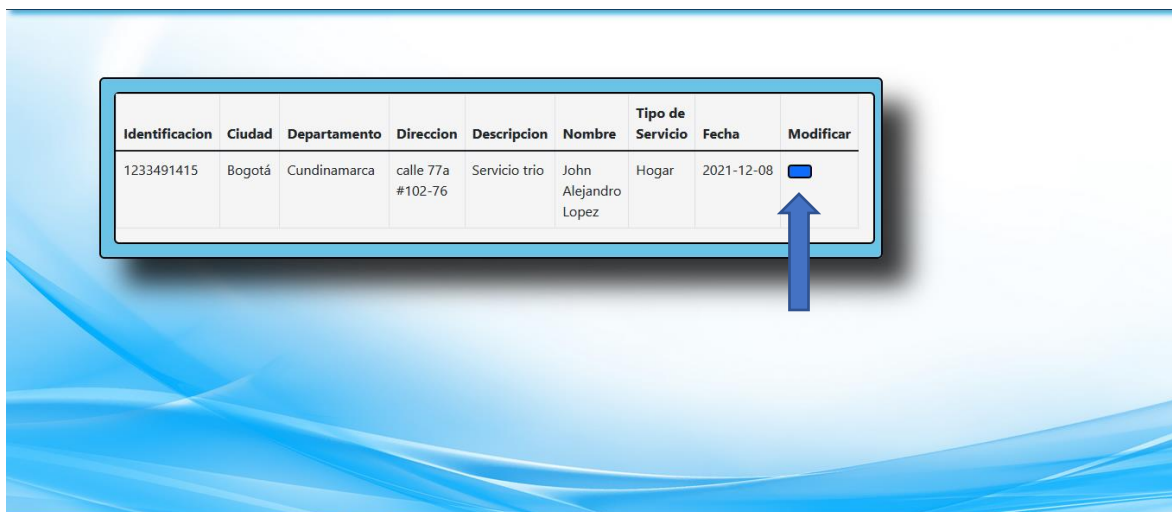 Identificacion Ciudad Departamento Direccion Descripcion Nombre Tipo de Servicio Fecha Modificar
1233491415 Bogotá Cundinamarca calle 77a #102-76 Servicio trio John Alejandro Lopez Hogar 2021-12-08